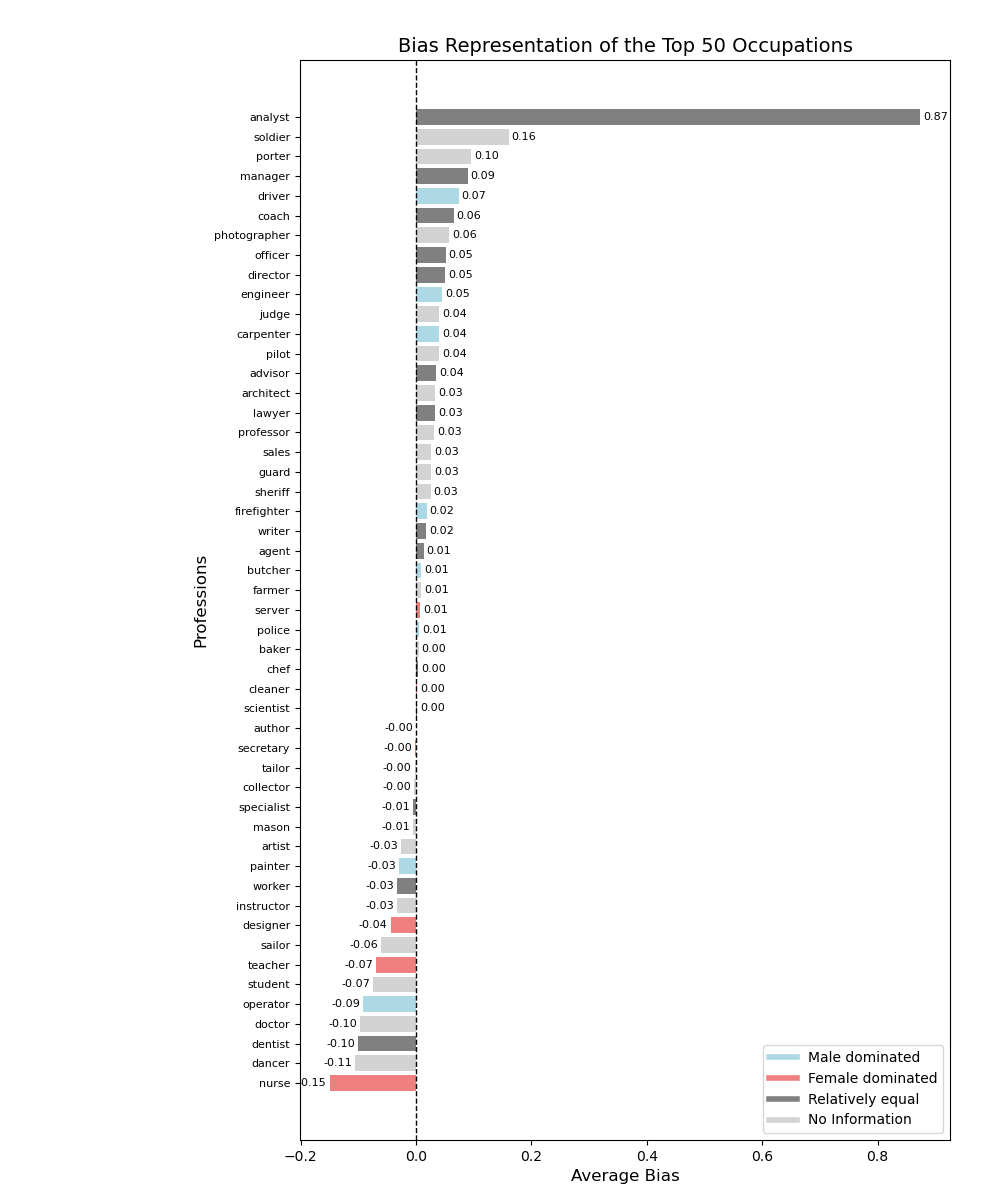 Bias Representation of the Top 50 Occupations
analyst 0.87
soldier 0.16
porter 0.10
manager 0.09
driver 0.07
coach 0.06
photographer 0.06
officer 0.05
director 0.05
engineer 0.05
judge 0.04
carpenter 0.04
pilot 0.04
advisor 0.04
architect 0.03
lawyer 0.03
professor 0.03
sales 0.03
guard 0.03
sheriff 0.03
firefighter 0.02
writer 0.02
agent 0.01
butcher 0.01
farmer 0.01
server 0.01
police 0.01
baker 0.00
chef 0.00
cleaner 0.00
scientist 0.00
author -0.00
secretary -0.00
tailor -0.00
collector -0.00
specialist -0.01
mason -0.01
artist -0.03
painter -0.03
worker -0.03
instructor -0.03
designer -0.04
sailor -0.06
teacher -0.07
student -0.07
operator -0.09
doctor -0.10
dentist -0.10
dancer -0.11
nurse -0.15
Professions
Male dominated
Female dominated
Relatively equal
No Information
−0.2 0.0 0.2 0.4 0.6 0.8
Average Bias